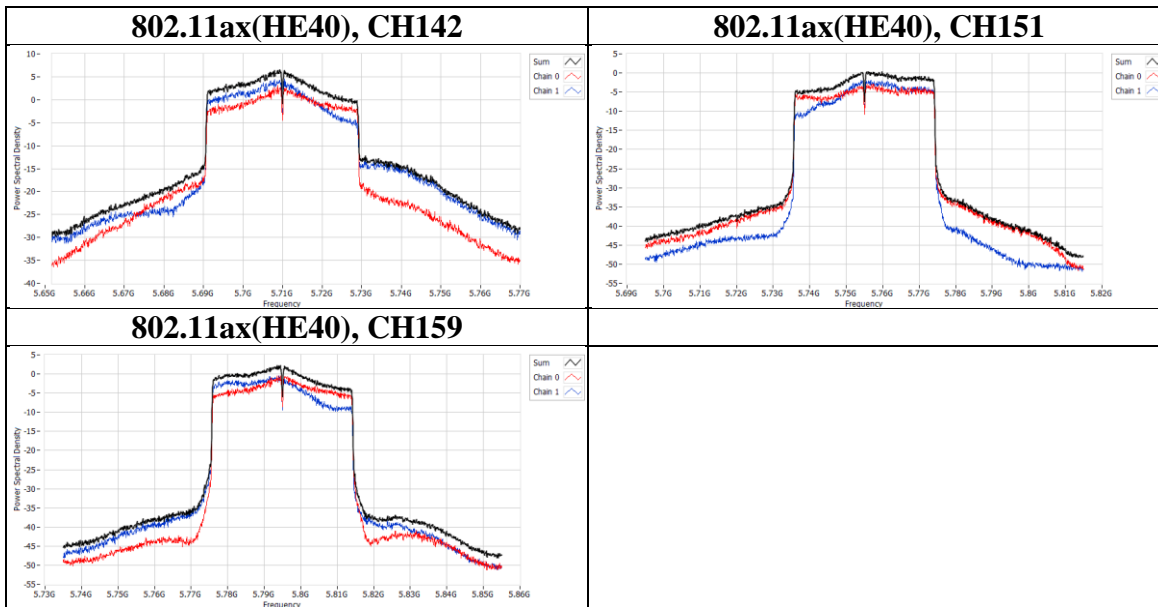 802.11ax(HE40), CH142
802.11ax(HE40), CH151
10-
5-
0-
-5-
-10-
-15-
-20-
-25-
-30-
-35-
-40-
Power Spectral Density
5.65G 5.66G 5.67G 5.68G 5.69G 5.7G 5.71G 5.72G 5.73G 5.74G 5.75G 5.76G 5.77G
Frequency
Sum
Chain 0
Chain 1
5-
0-
-5-
-10-
-15-
-20-
-25-
-30-
-35-
-40-
-45-
-50-
-55-
Power Spectral Density
5.69G 5.7G 5.71G 5.72G 5.73G 5.74G 5.75G 5.76G 5.77G 5.78G 5.79G 5.8G 5.81G 5.82G
Frequency
Sum
Chain 0
Chain 1
802.11ax(HE40), CH159
5-
0-
-5-
-10-
-15-
-20-
-25-
-30-
-35-
-40-
-45-
-50-
-55-
Power Spectral Density
5.73G 5.74G 5.75G 5.76G 5.77G 5.78G 5.79G 5.8G 5.81G 5.82G 5.83G 5.84G 5.85G 5.86G
Frequency
Sum
Chain 0
Chain 1